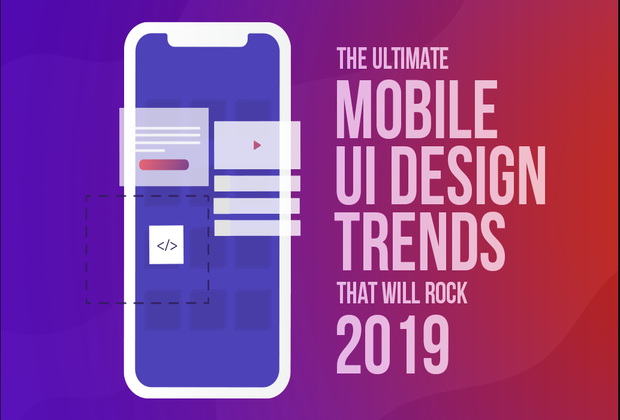 THE ULTIMATE
MOBILE
UI DESIGN
TRENDS
THAT WILL ROCK
2019
</>